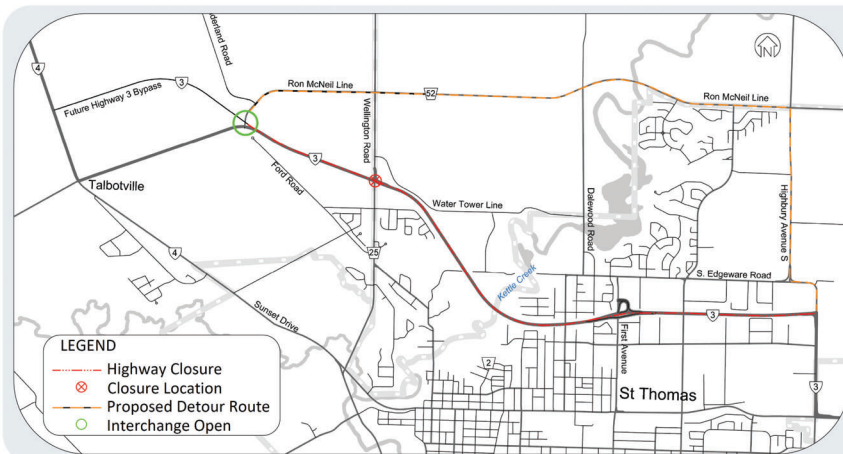 4
derland Road
3
Future Highway 3 Bypass
Ron McNeil Line
52
Ron McNeil Line
N
Wellington Road
3
Ford Road
Talbotville
Water Tower Line
Dalewood Road
Highbury Avenue S
4
25
Kettle Creek
S. Edgeware Road
Sunset Drive
3
First Avenue
2
St Thomas
3
LEGEND
Highway Closure
Closure Location
Proposed Detour Route
Interchange Open